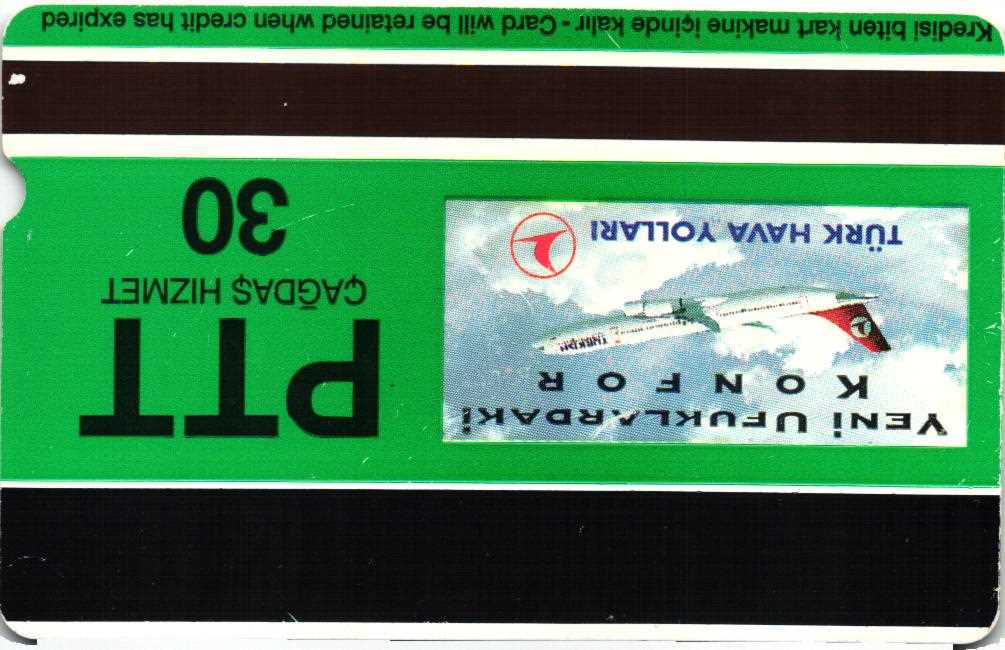 YENİ UFUKLARDAKİ
KONFOR
TURKISH
TÜRK HAVA YOLLARI
PTT
ÇAĞDAŞ HİZMET
30
Kredisi biten kart makine içinde kalır - Card will be retained when credit has expired